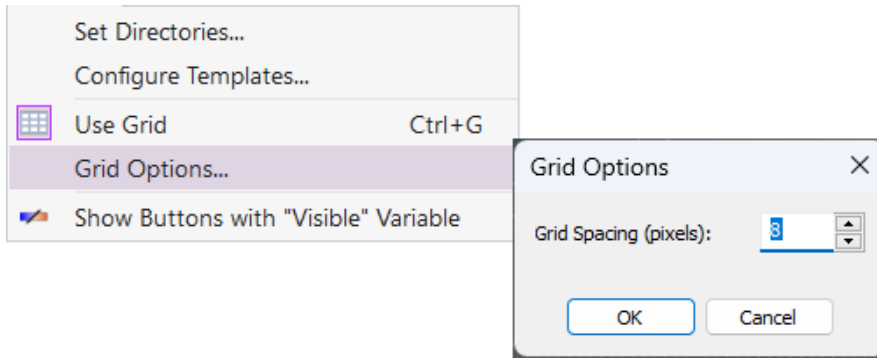 Set Directories...
Configure Templates...
Use Grid Ctrl+G
Grid Options...
Show Buttons with "Visible" Variable
Grid Options
Grid Spacing (pixels): 8
OK Cancel